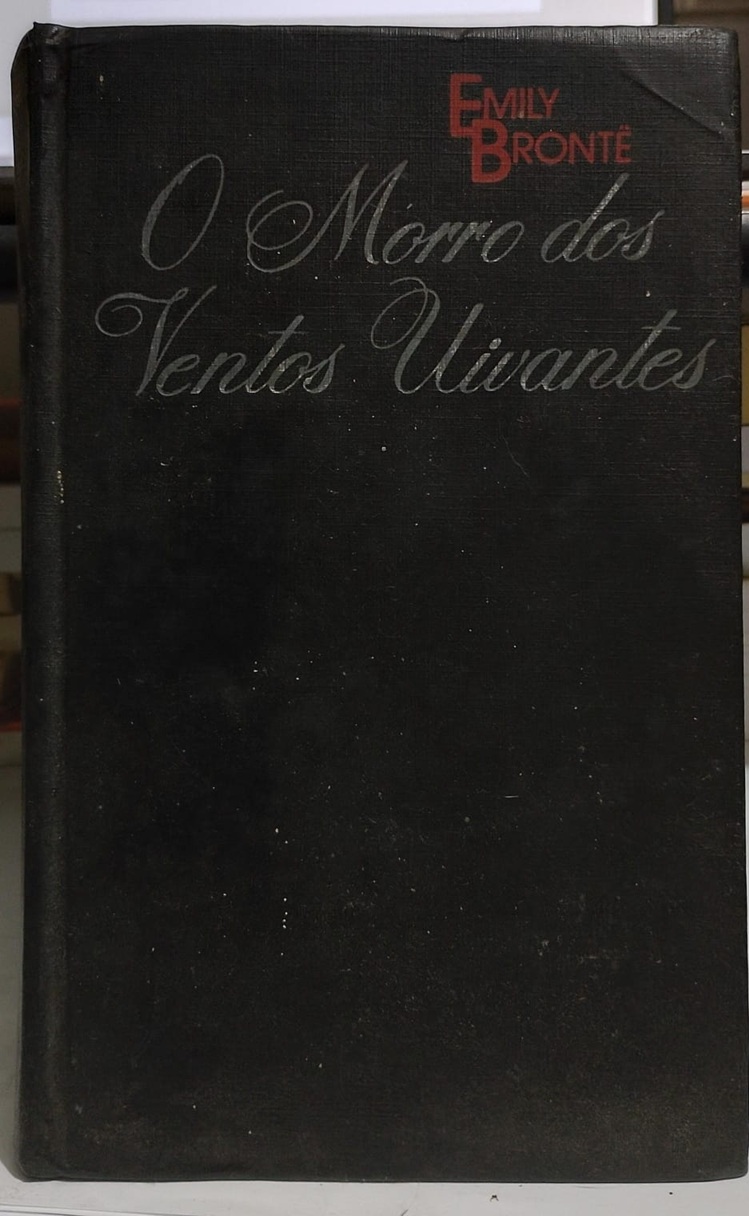 EMILY
BRONTË
O Morro dos
Ventos Uivantes